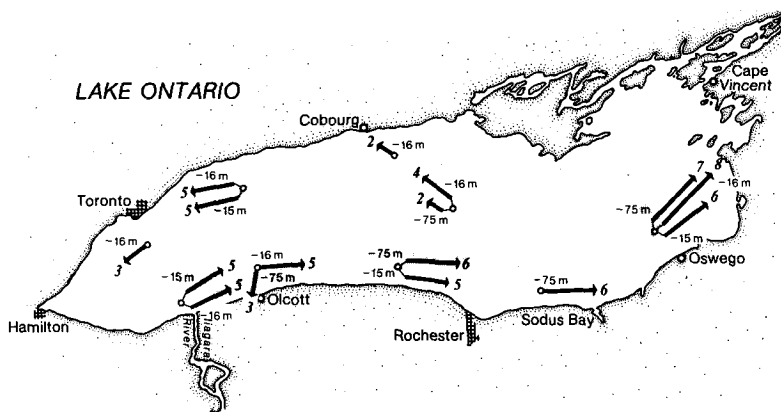 LAKE ONTARIO
Cape
Vincent
Cobourg
2
-16 m
7
8
-16 m
5
-16 m
4
-16 m
-16 m
6
Toronto
5
-15 m
2
-75 m
-75 m
-15 m
-16 m
3
-16 m
5
-75 m
6
Oswego
-15 m
5
5
-75 m
-15 m
5
-75 m
6
3
Olcott
-16 m
Hamilton
Niagara
River
Rochester
Sodus Bay